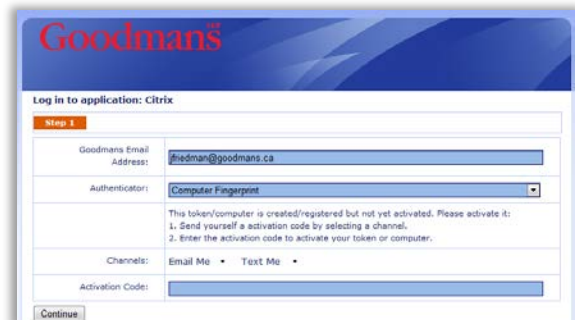 Goodmans
Log in to application: Citrix
Step 1
Goodmans Email
Address:
jfriedman@goodmans.ca
Authenticator:
Computer Fingerprint
This token/computer is created/registered but not yet activated. Please activate it:
1. Send yourself a activation code by selecting a channel.
2. Enter the activation code to activate your token or computer.
Channels:
Email Me • Text Me •
Activation Code:
Continue